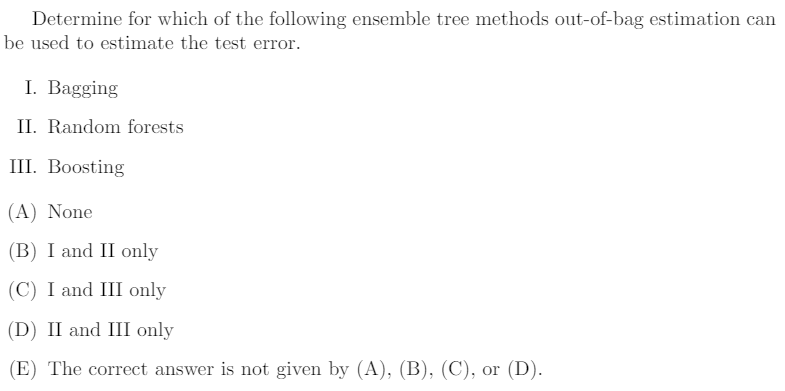 Determine for which of the following ensemble tree methods out-of-bag estimation can
be used to estimate the test error.
I. Bagging
II. Random forests
III. Boosting
(A) None
(B) I and II only
(C) I and III only
(D) II and III only
(E) The correct answer is not given by (A), (B), (C), or (D).